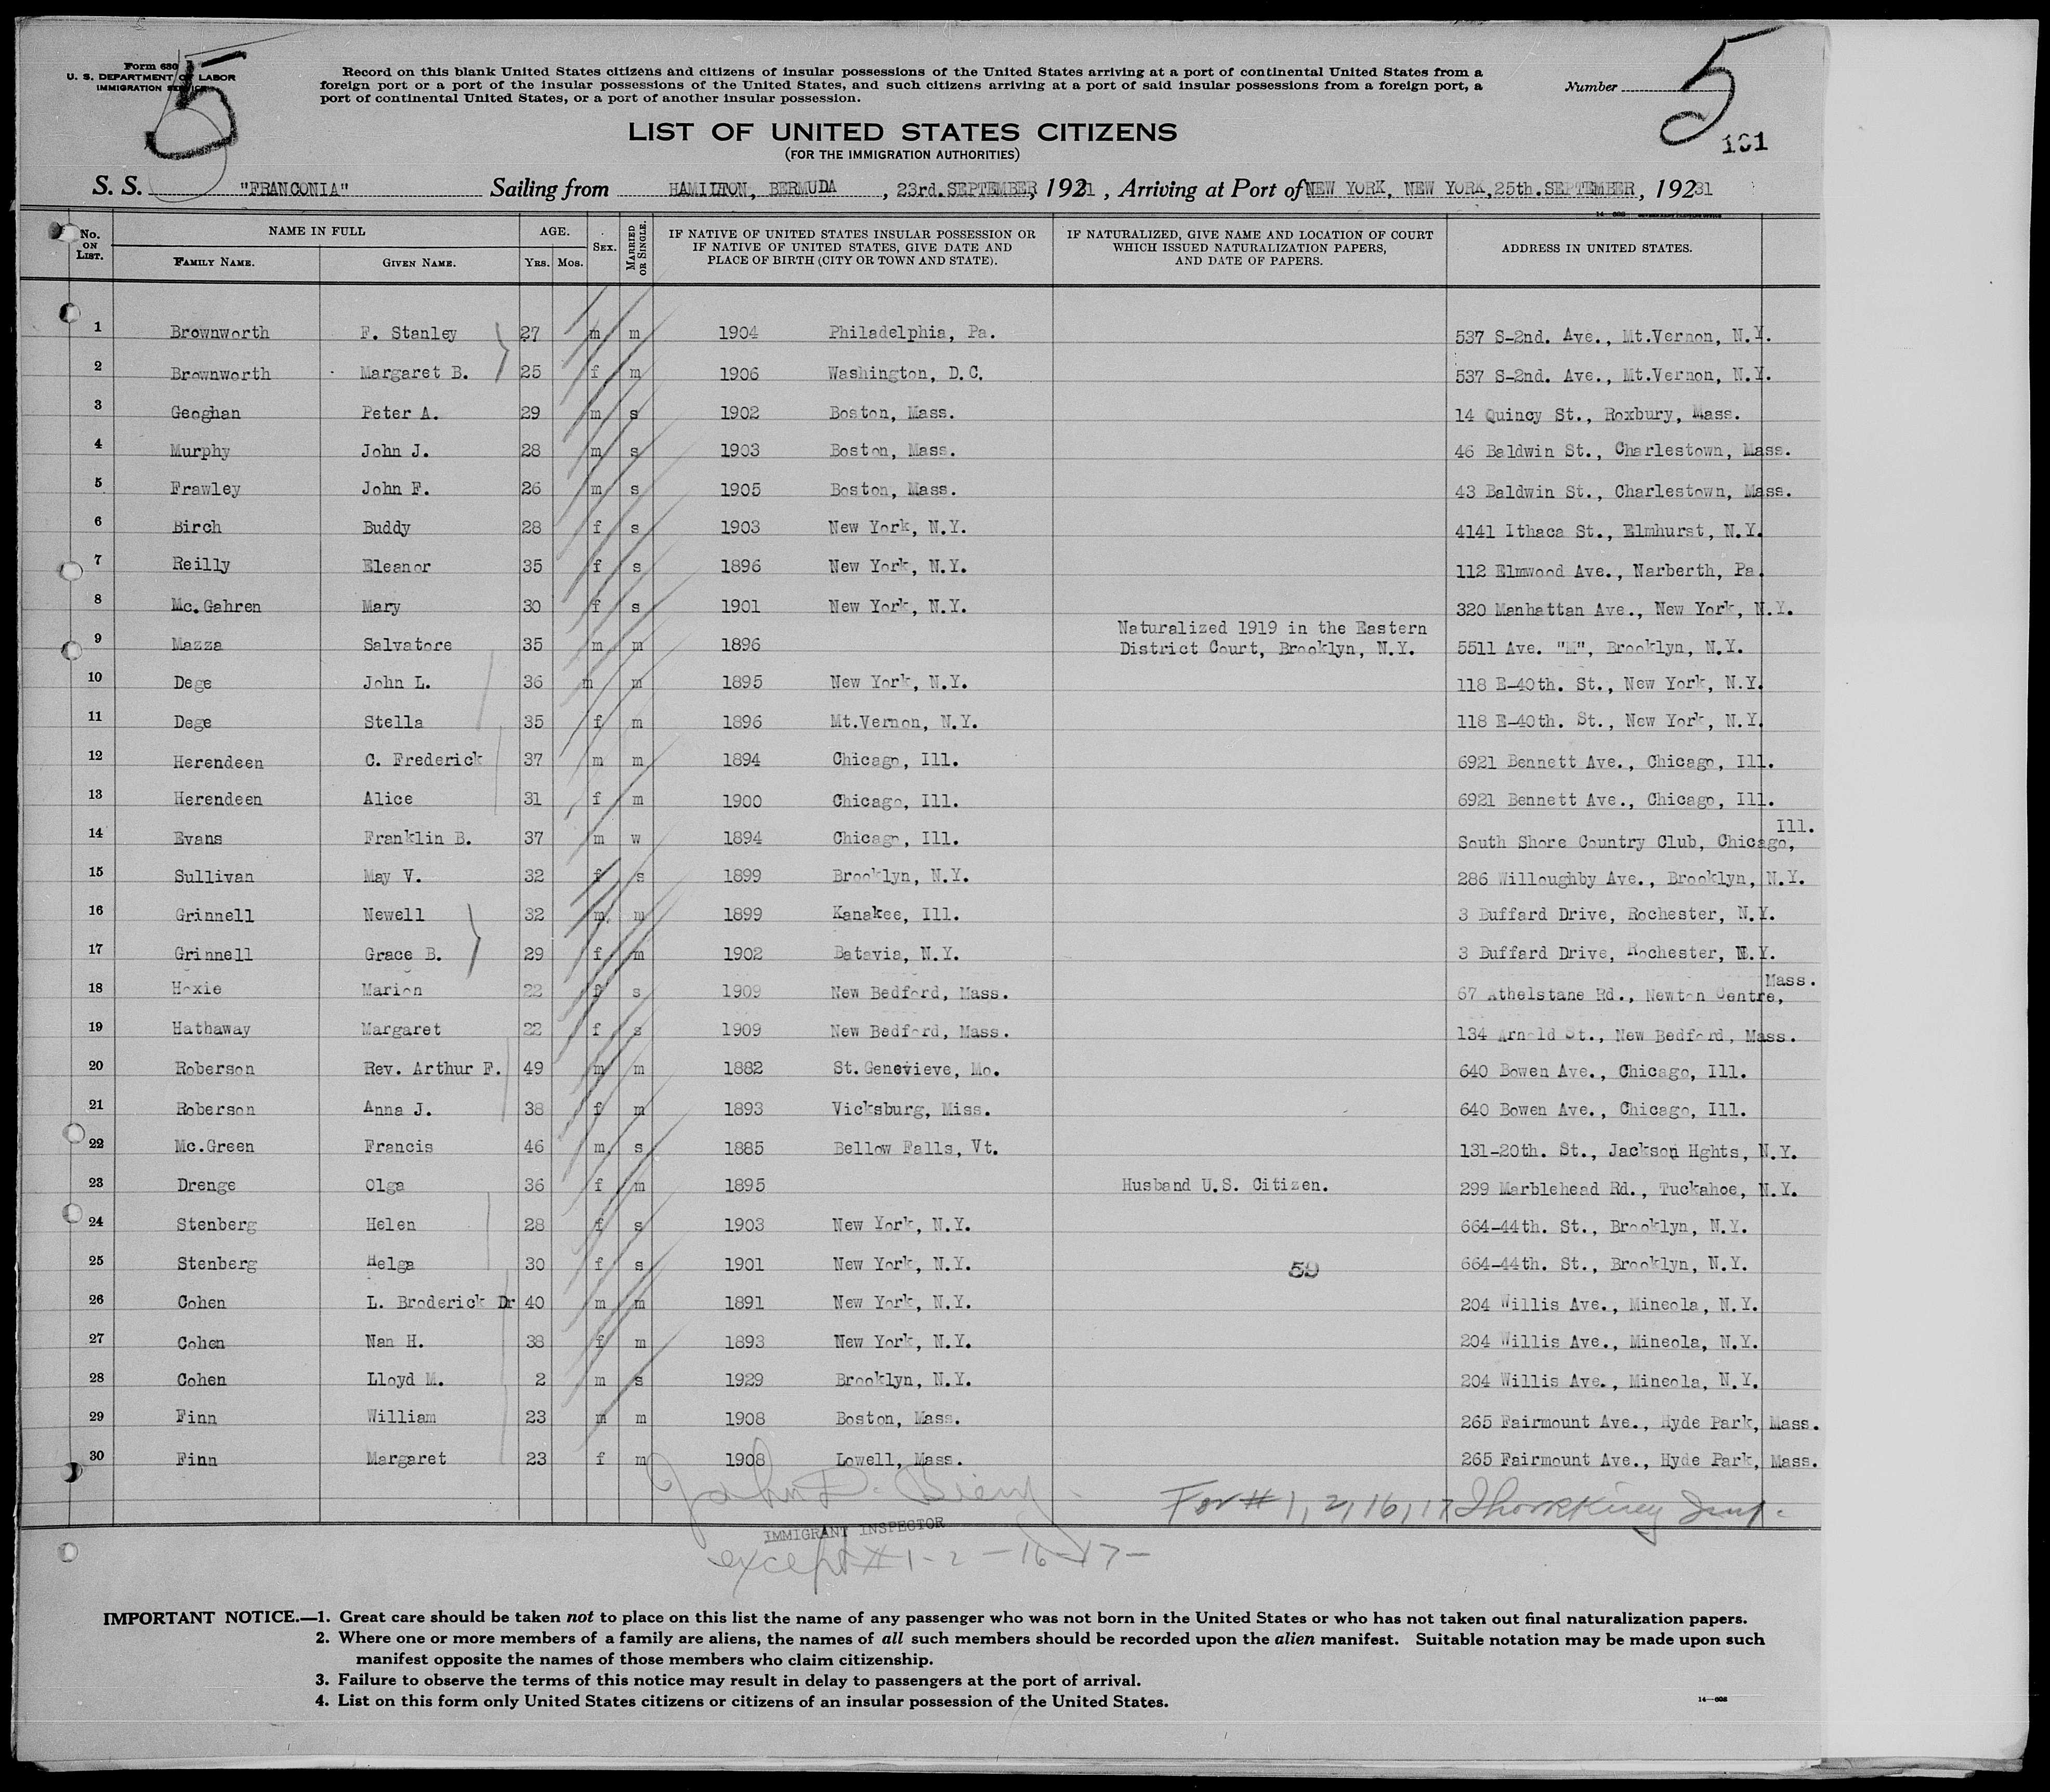 Form 630
U. S. DEPARTMENT OF LABOR
IMMIGRATION SERVICE
5
Record on this blank United States citizens and citizens of insular possessions of the United States arriving at a port of continental United States from a
foreign port or a port of the insular possessions of the United States, and such citizens arriving at a port of said insular possessions from a foreign port, a
port of continental United States, or a port of another insular possession.
Number 5
161
LIST OF UNITED STATES CITIZENS
(FOR THE IMMIGRATION AUTHORITIES)
S. S. "FRANCONIA" Sailing from HAMILTON, BERMUDA, 23rd. SEPTEMBER, 1931, Arriving at Port of NEW YORK, NEW YORK, 25th. SEPTEMBER, 19231
No. ON LIST. NAME IN FULL FAMILY NAME. GIVEN NAME. AGE. YRS. MOS. SEX. MARRIED OR SINGLE. IF NATIVE OF UNITED STATES INSULAR POSSESSION OR IF NATIVE OF UNITED STATES, GIVE DATE AND PLACE OF BIRTH (CITY OR TOWN AND STATE). IF NATURALIZED, GIVE NAME AND LOCATION OF COURT WHICH ISSUED NATURALIZATION PAPERS, AND DATE OF PAPERS. ADDRESS IN UNITED STATES.
1 Brownworth F. Stanley 27 m m 1904 Philadelphia, Pa. 537 S-2nd. Ave., Mt.Vernon, N.Y.
2 Brownworth Margaret B. 25 f m 1906 Washington, D.C. 537 S-2nd. Ave., Mt.Vernon, N.Y.
3 Geoghan Peter A. 29 m s 1902 Boston, Mass. 14 Quincy St., Roxbury, Mass.
4 Murphy John J. 28 m s 1903 Boston, Mass. 46 Baldwin St., Charlestown, Mass.
5 Frawley John F. 26 m s 1905 Boston, Mass. 43 Baldwin St., Charlestown, Mass.
6 Birch Buddy 28 f s 1903 New York, N.Y. 4141 Ithaca St., Elmhurst, N.Y.
7 Reilly Eleanor 35 f s 1896 New York, N.Y. 112 Elmwood Ave., Narberth, Pa.
8 Mc.Gahren Mary 30 f s 1901 New York, N.Y. 320 Manhattan Ave., New York, N.Y.
9 Mazza Salvatore 35 m m 1896 Naturalized 1919 in the Eastern District Court, Brooklyn, N.Y. 5511 Ave. "M", Brooklyn, N.Y.
10 Dege John L. 36 m m 1895 New York, N.Y. 118 E-40th. St., New York, N.Y.
11 Dege Stella 35 f m 1896 Mt.Vernon, N.Y. 118 E-40th. St., New York, N.Y.
12 Herendeen C. Frederick 37 m m 1894 Chicago, Ill. 6921 Bennett Ave., Chicago, Ill.
13 Herendeen Alice 31 f m 1900 Chicago, Ill. 6921 Bennett Ave., Chicago, Ill.
14 Evans Franklin B. 37 m w 1894 Chicago, Ill. South Shore Country Club, Chicago, Ill.
15 Sullivan May V. 32 f s 1899 Brooklyn, N.Y. 286 Willoughby Ave., Brooklyn, N.Y.
16 Grinnell Newell 32 m m 1899 Kanakee, Ill. 3 Buffard Drive, Rochester, N.Y.
17 Grinnell Grace B. 29 f m 1902 Batavia, N.Y. 3 Buffard Drive, Rochester, N.Y.
18 Hoxie Marion 22 f s 1909 New Bedford, Mass. 67 Athelstane Rd., Newton Centre, Mass.
19 Hathaway Margaret 22 f s 1909 New Bedford, Mass. 134 Arnold St., New Bedford, Mass.
20 Roberson Rev. Arthur F. 49 m m 1882 St.Genevieve, Mo. 640 Bowen Ave., Chicago, Ill.
21 Roberson Anna J. 38 f m 1893 Vicksburg, Miss. 640 Bowen Ave., Chicago, Ill.
22 Mc.Green Francis 46 m s 1885 Bellow Falls, Vt. 131-20th. St., Jackson Hghts, N.Y.
23 Drenge Olga 36 f m 1895 Husband U.S. Citizen. 299 Marblehead Rd., Tuckahoe, N.Y.
24 Stenberg Helen 28 f s 1903 New York, N.Y. 664-44th. St., Brooklyn, N.Y.
25 Stenberg Helga 30 f s 1901 New York, N.Y. 59 664-44th. St., Brooklyn, N.Y.
26 Cohen L. Broderick Dr 40 m m 1891 New York, N.Y. 204 Willis Ave., Mineola, N.Y.
27 Cohen Nan H. 38 f m 1893 New York, N.Y. 204 Willis Ave., Mineola, N.Y.
28 Cohen Lloyd M. 2 m s 1929 Brooklyn, N.Y. 204 Willis Ave., Mineola, N.Y.
29 Finn William 23 m m 1908 Boston, Mass. 265 Fairmount Ave., Hyde Park, Mass.
30 Finn Margaret 23 f m 1908 Lowell, Mass. 265 Fairmount Ave., Hyde Park, Mass.
John
For # 1, 2, 16, 17
IMMIGRANT INSPECTOR
except # 1-2-16-17-
IMPORTANT NOTICE.—1. Great care should be taken not to place on this list the name of any passenger who was not born in the United States or who has not taken out final naturalization papers.
2. Where one or more members of a family are aliens, the names of all such members should be recorded upon the alien manifest. Suitable notation may be made upon such
manifest opposite the names of those members who claim citizenship.
3. Failure to observe the terms of this notice may result in delay to passengers at the port of arrival.
4. List on this form only United States citizens or citizens of an insular possession of the United States.
14—608